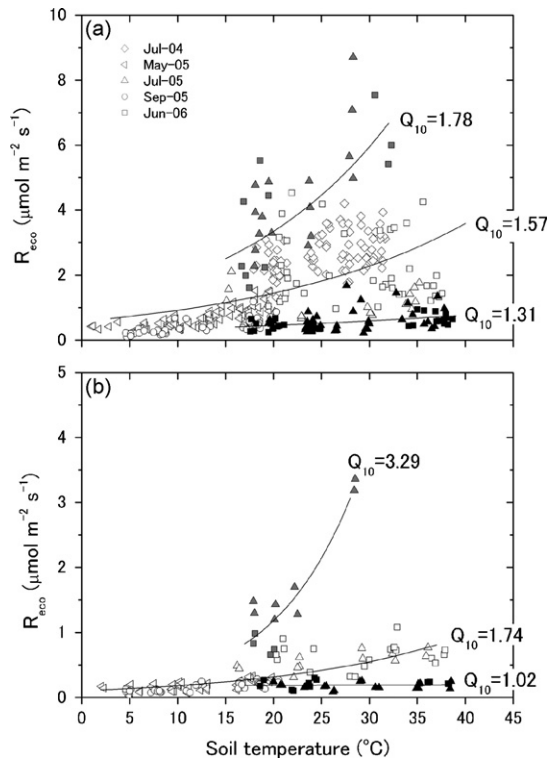 (a)
Jul-04
May-05
Jul-05
Sep-05
Jun-06
10
8
6
4
2
0
R_eco (μmol m⁻² s⁻¹)
Q₁₀=1.78
Q₁₀=1.57
Q₁₀=1.31
(b)
5
4
3
2
1
0
R_eco (μmol m⁻² s⁻¹)
Q₁₀=3.29
Q₁₀=1.74
Q₁₀=1.02
0 5 10 15 20 25 30 35 40 45
Soil temperature (°C)